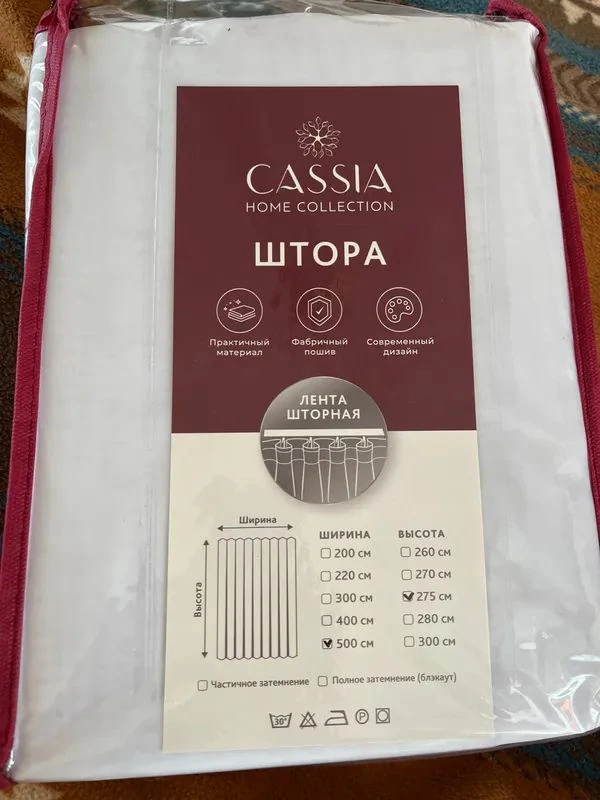 CASSIA
HOME COLLECTION
ШТОРА
Практичный
материал
Фабричный
пошив
Современный
дизайн
ЛЕНТА
ШТОРНАЯ
Ширина
Высота
ШИРИНА
200 см
220 см
300 см
400 см
500 см
ВЫСОТА
260 см
270 см
275 см
280 см
300 см
Частичное затемнение
Полное затемнение (блэкаут)
30°
P